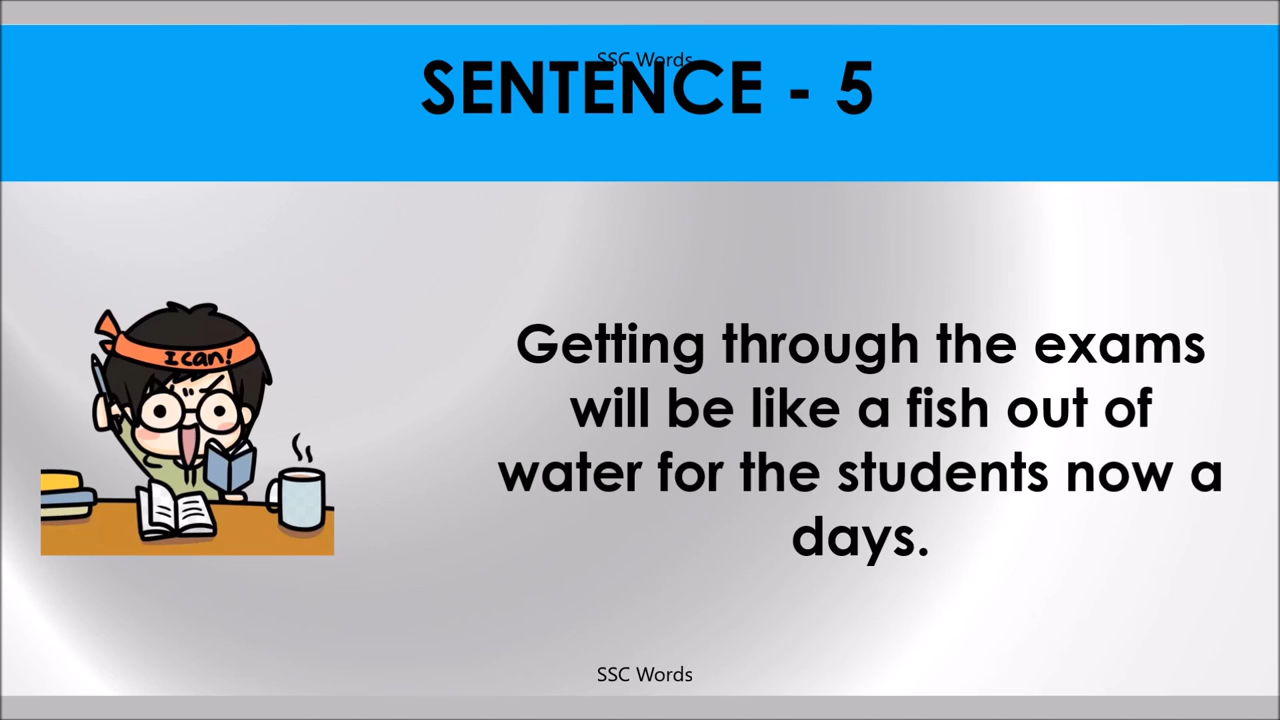 SSC Words
SENTENCE - 5
I can!
Getting through the exams
will be like a fish out of
water for the students now a
days.
SSC Words